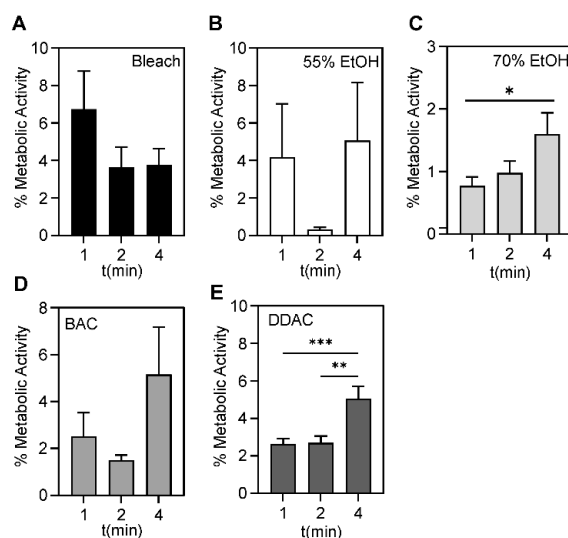 A
Bleach
% Metabolic Activity
10
8
6
4
2
0
1 2 4
t(min)
B
55% EtOH
% Metabolic Activity
10
8
6
4
2
0
1 2 4
t(min)
C
70% EtOH
*
% Metabolic Activity
3
2
1
0
1 2 4
t(min)
D
BAC
% Metabolic Activity
8
6
4
2
0
1 2 4
t(min)
E
DDAC
***
**
% Metabolic Activity
10
8
6
4
2
0
1 2 4
t(min)